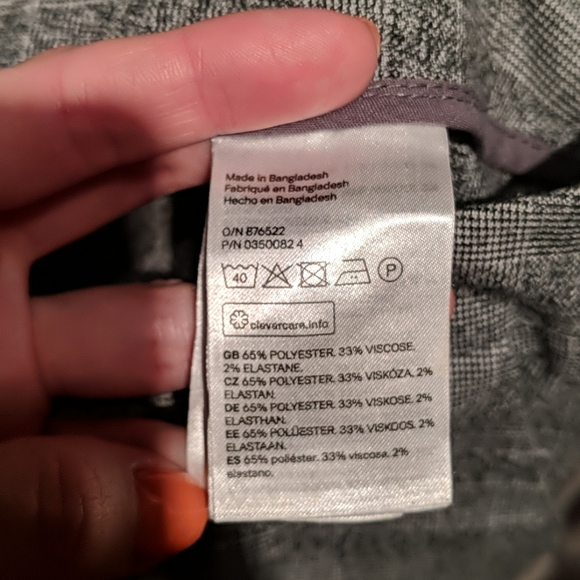 Made in Bangladesh
Fabriqué en Bangladesh
Hecho en Bangladesh
O/N 876522
P/N 0350082 4
40 P
clevercare.info
GB 65% POLYESTER. 33% VISCOSE.
2% ELASTANE.
CZ 65% POLYESTER. 33% VISKÓZA. 2%
ELASTAN.
DE 65% POLYESTER. 33% VISKOSE. 2%
ELASTHAN.
EE 65% POLÜESTER. 33% VISKOOS. 2%
ELASTAAN.
ES 65% poliéster. 33% viscosa. 2%
elastano.